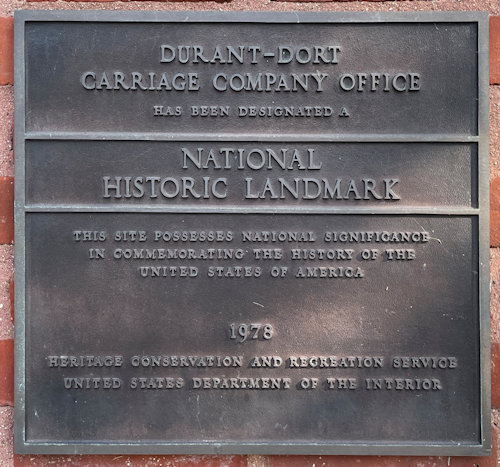 DURANT-DORT
CARRIAGE COMPANY OFFICE
HAS BEEN DESIGNATED A
NATIONAL
HISTORIC LANDMARK
THIS SITE POSSESSES NATIONAL SIGNIFICANCE
IN COMMEMORATING THE HISTORY OF THE
UNITED STATES OF AMERICA
1978
HERITAGE CONSERVATION AND RECREATION SERVICE
UNITED STATES DEPARTMENT OF THE INTERIOR